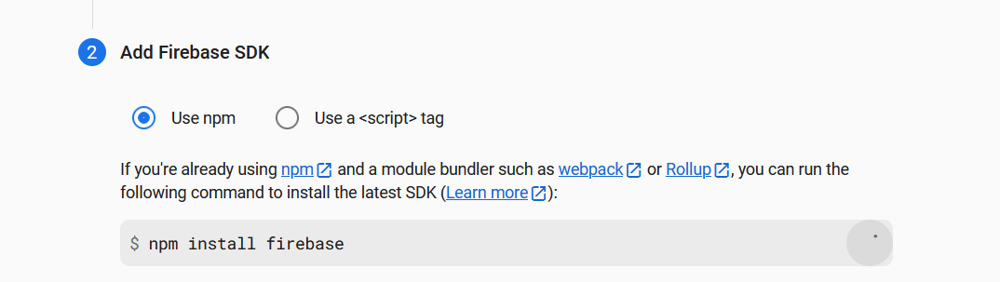 2 Add Firebase SDK
Use npm Use a <script> tag
If you're already using npm and a module bundler such as webpack or Rollup, you can run the
following command to install the latest SDK (Learn more):
$ npm install firebase